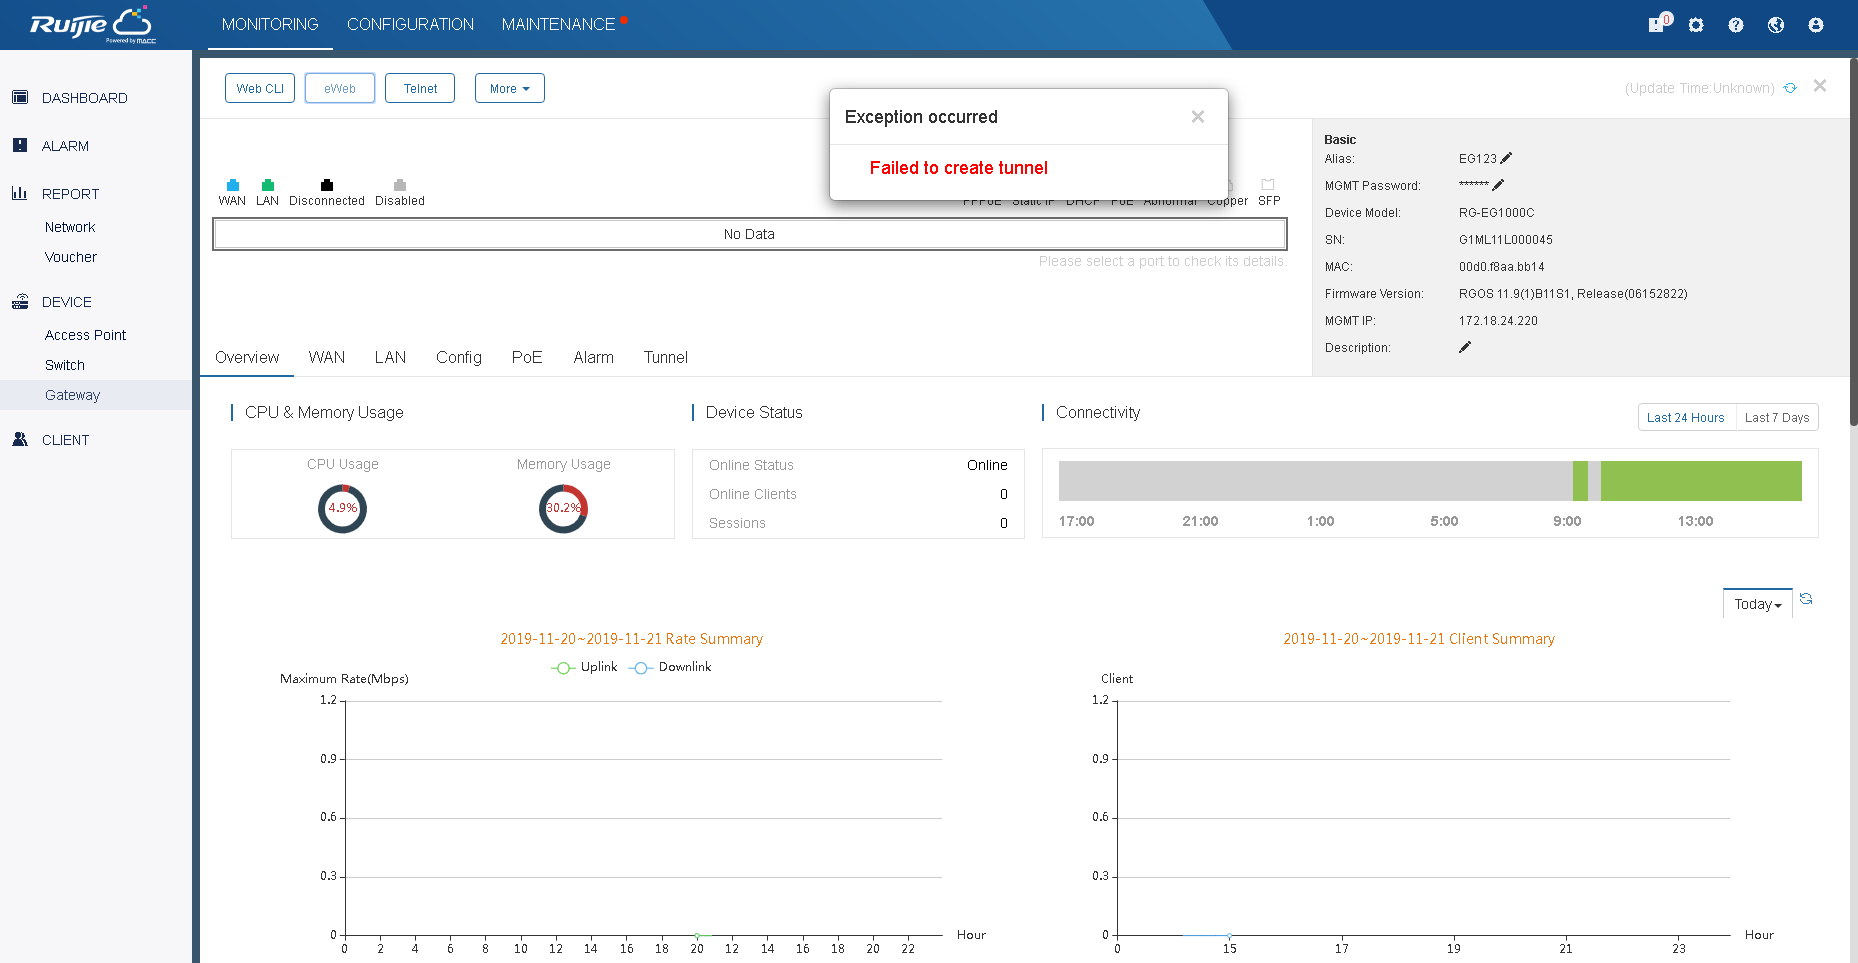 Ruijie
Powered by MACC
MONITORING CONFIGURATION MAINTENANCE
0
DASHBOARD
ALARM
REPORT
Network
Voucher
DEVICE
Access Point
Switch
Gateway
CLIENT
Web CLI eWeb Telnet More
(Update Time:Unknown)
Exception occurred
Failed to create tunnel
WAN LAN Disconnected Disabled
PPPoE Static IP DHCP PoE Abnormal Copper SFP
No Data
Please select a port to check its details.
Basic
Alias: EG123
MGMT Password: ******
Device Model: RG-EG1000C
SN: G1ML11L000045
MAC: 00d0.f8aa.bb14
Firmware Version: RGOS 11.9(1)B11S1, Release(06152822)
MGMT IP: 172.18.24.220
Description:
Overview WAN LAN Config PoE Alarm Tunnel
CPU & Memory Usage
CPU Usage Memory Usage
4.9% 30.2%
Device Status
Online Status Online
Online Clients 0
Sessions 0
Connectivity
Last 24 Hours Last 7 Days
17:00 21:00 1:00 5:00 9:00 13:00
Today
2019-11-20~2019-11-21 Rate Summary
Uplink Downlink
Maximum Rate(Mbps)
1.2
0.9
0.6
0.3
0
0 2 4 6 8 10 12 14 16 18 20 12 14 16 18 20 22
Hour
2019-11-20~2019-11-21 Client Summary
Client
1.2
0.9
0.6
0.3
0
0 15 17 19 21 23
Hour